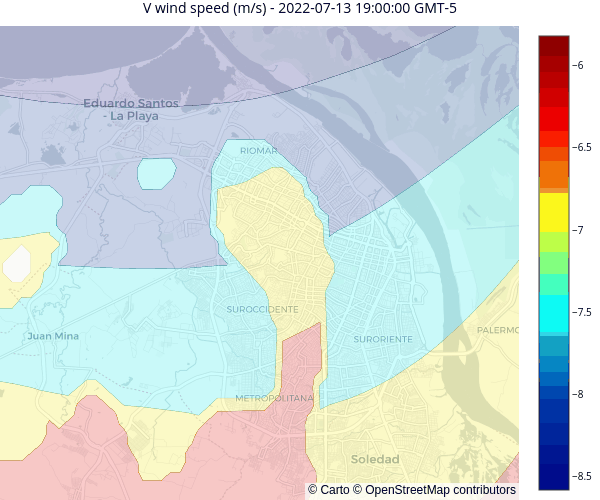 V wind speed (m/s) - 2022-07-13 19:00:00 GMT-5
−6
Eduardo Santos
- La Playa
−6.5
RIOMAR
−7
−7.5
SUROCCIDENTE
PALERMO
Juan Mina
SURORIENTE
−8
METROPOLITANA
Soledad
−8.5
© Carto © OpenStreetMap contributors